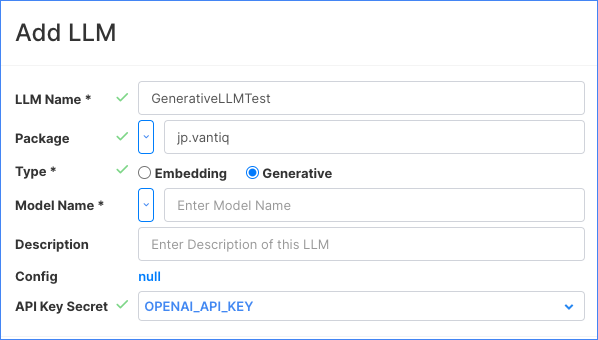 Add LLM
LLM Name * GenerativeLLMTest
Package jp.vantiq
Type * Embedding Generative
Model Name * Enter Model Name
Description Enter Description of this LLM
Config null
API Key Secret OPENAI_API_KEY